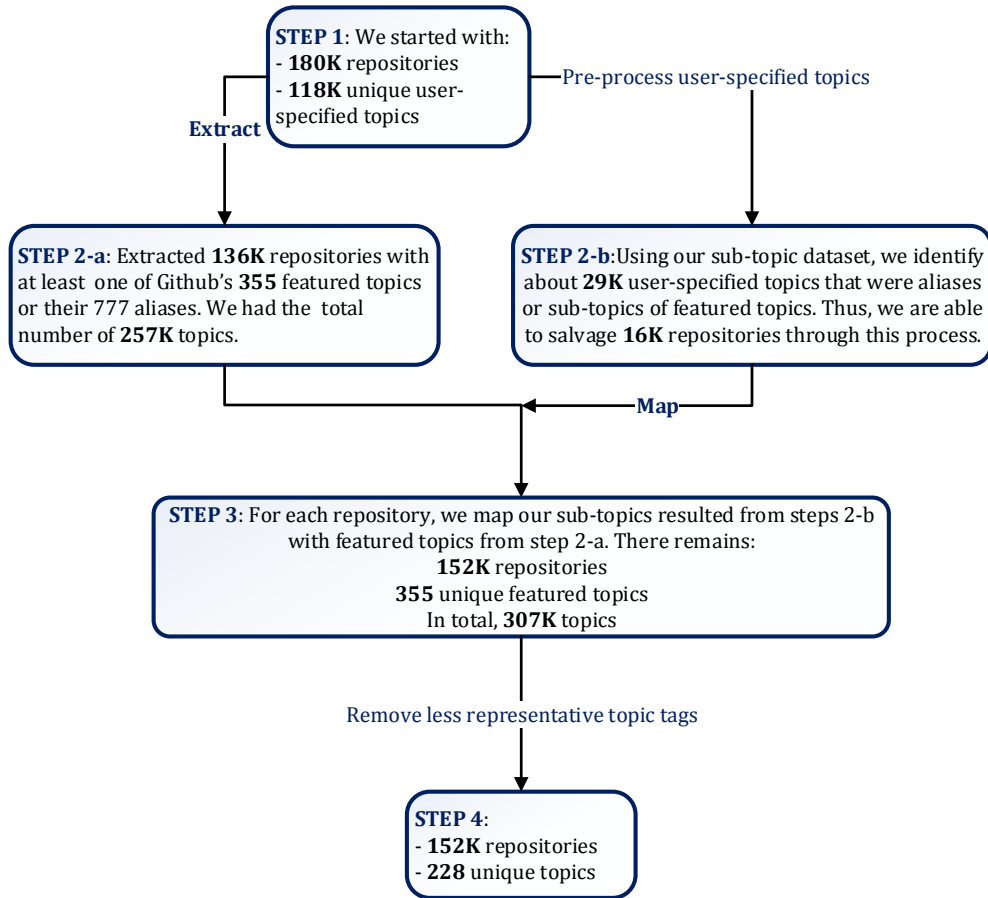 STEP 1: We started with:
- 180K repositories
- 118K unique user-
specified topics
Pre-process user-specified topics
Extract
STEP 2-a: Extracted 136K repositories with
at least one of Github's 355 featured topics
or their 777 aliases. We had the total
number of 257K topics.
STEP 2-b:Using our sub-topic dataset, we identify
about 29K user-specified topics that were aliases
or sub-topics of featured topics. Thus, we are able
to salvage 16K repositories through this process.
Map
STEP 3: For each repository, we map our sub-topics resulted from steps 2-b
with featured topics from step 2-a. There remains:
152K repositories
355 unique featured topics
In total, 307K topics
Remove less representative topic tags
STEP 4:
- 152K repositories
- 228 unique topics